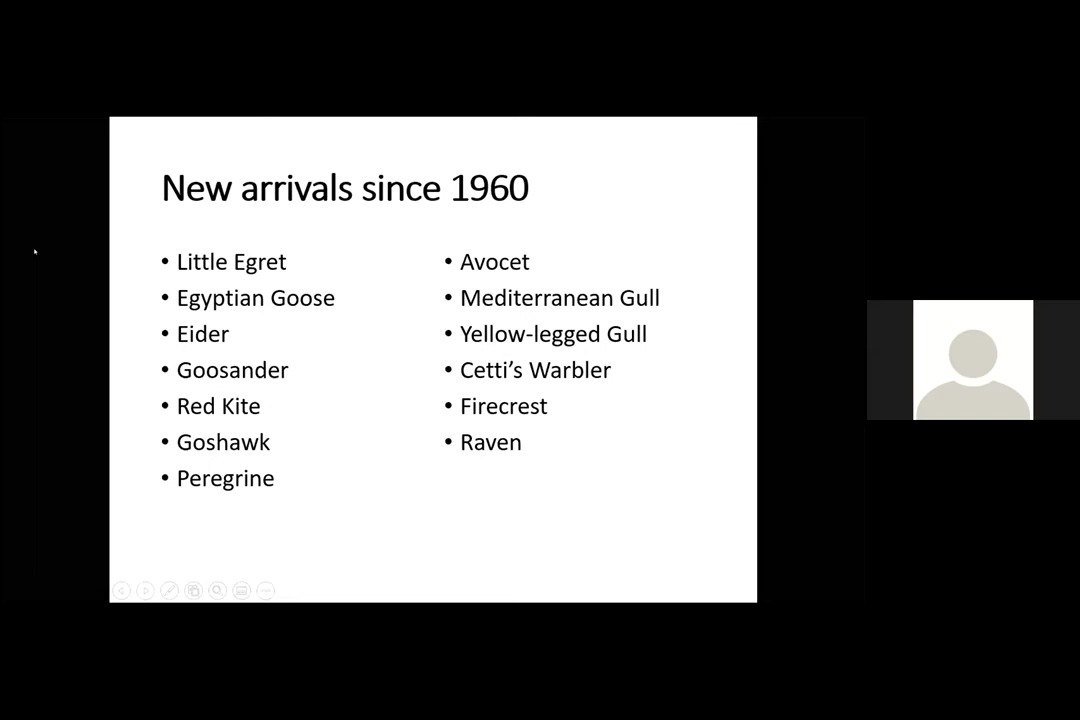 New arrivals since 1960
• Little Egret
• Egyptian Goose
• Eider
• Goosander
• Red Kite
• Goshawk
• Peregrine
• Avocet
• Mediterranean Gull
• Yellow-legged Gull
• Cetti’s Warbler
• Firecrest
• Raven